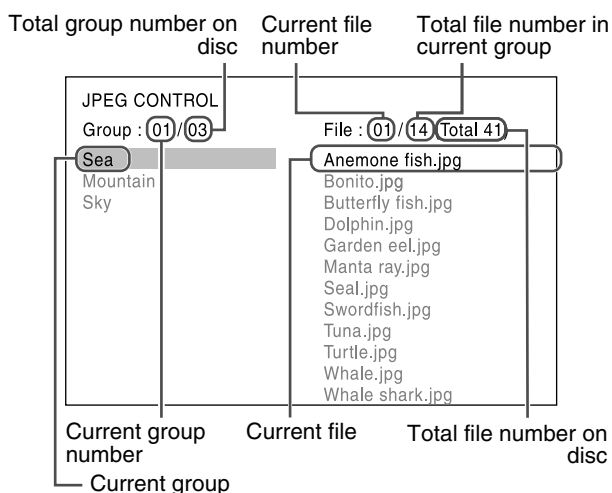 Total group number on
disc
Current file
number
Total file number in
current group
JPEG CONTROL
Group : 01 / 03
File : 01 / 14 (Total 41)
Sea
Mountain
Sky
Anemone fish.jpg
Bonito.jpg
Butterfly fish.jpg
Dolphin.jpg
Garden eel.jpg
Manta ray.jpg
Seal.jpg
Swordfish.jpg
Tuna.jpg
Turtle.jpg
Whale.jpg
Whale shark.jpg
Current group
number
Current file
Total file number on
disc
Current group